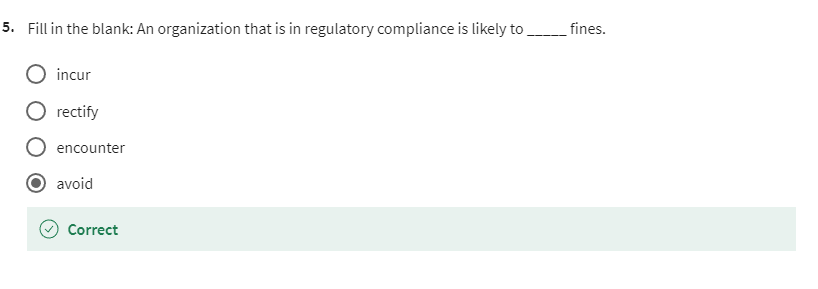 5. Fill in the blank: An organization that is in regulatory compliance is likely to _____ fines.
incur
rectify
encounter
avoid
Correct